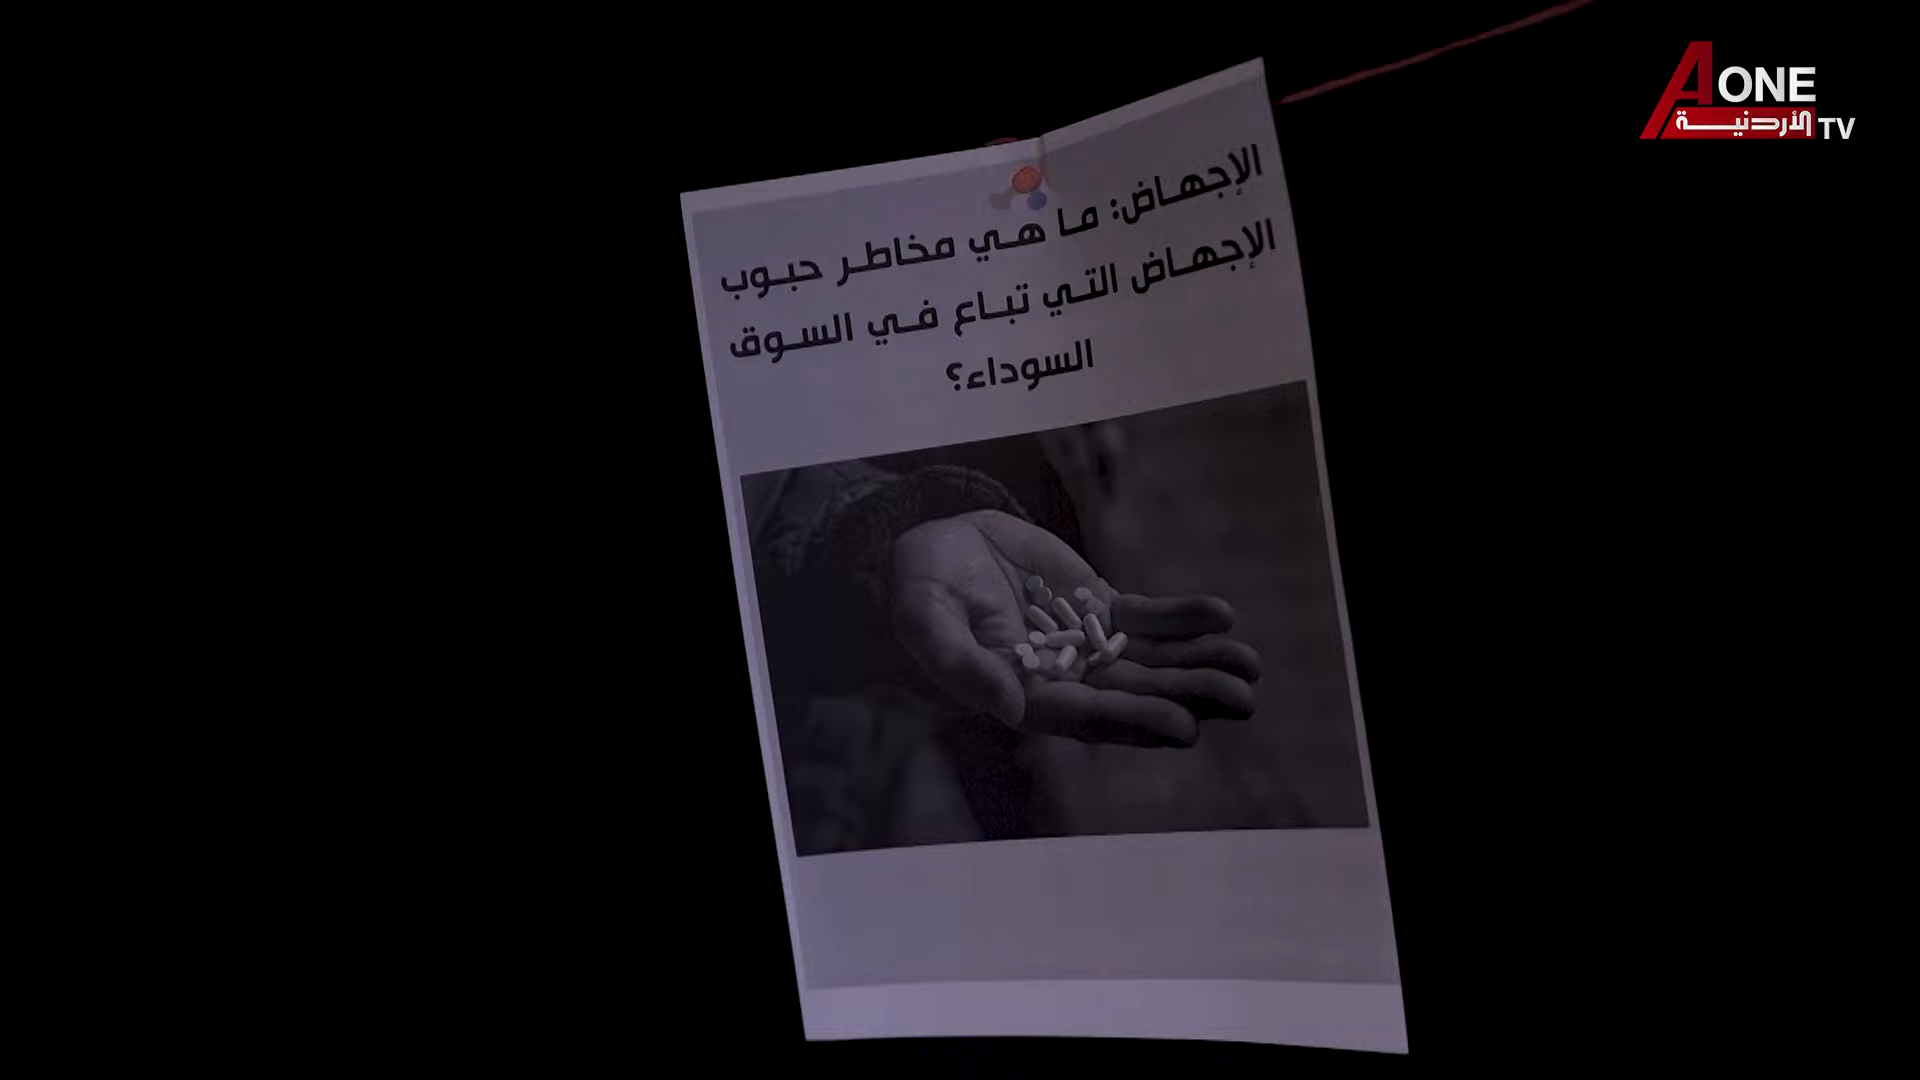 A ONE
الأردنية TV
الإجهاض: ما هي مخاطر حبوب
الإجهاض التي تباع في السوق
السوداء؟